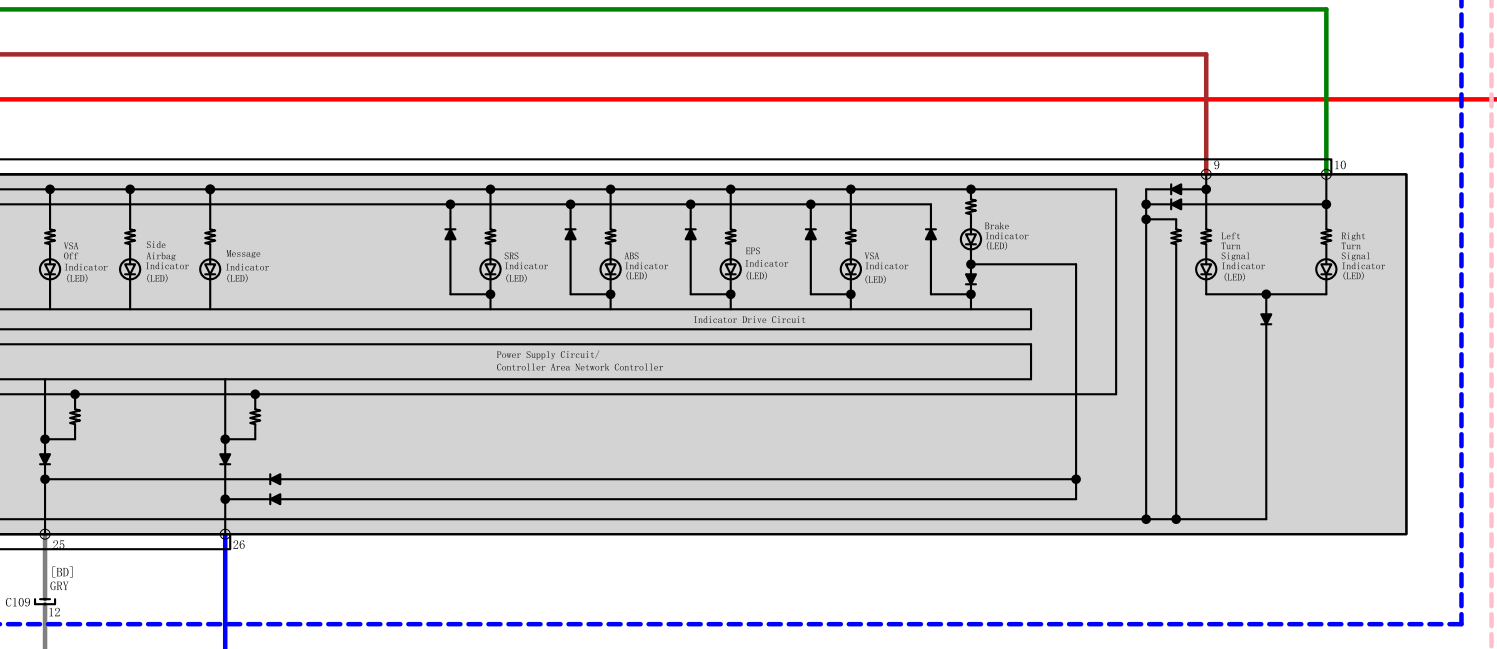 9
10
VSA
Off
Indicator
(LED)
Side
Airbag
Indicator
(LED)
Message
Indicator
(LED)
SRS
Indicator
(LED)
ABS
Indicator
(LED)
EPS
Indicator
(LED)
VSA
Indicator
(LED)
Brake
Indicator
(LED)
Left
Turn
Signal
Indicator
(LED)
Right
Turn
Signal
Indicator
(LED)
Indicator Drive Circuit
Power Supply Circuit/
Controller Area Network Controller
25
26
[BD]
GRY
C109
12